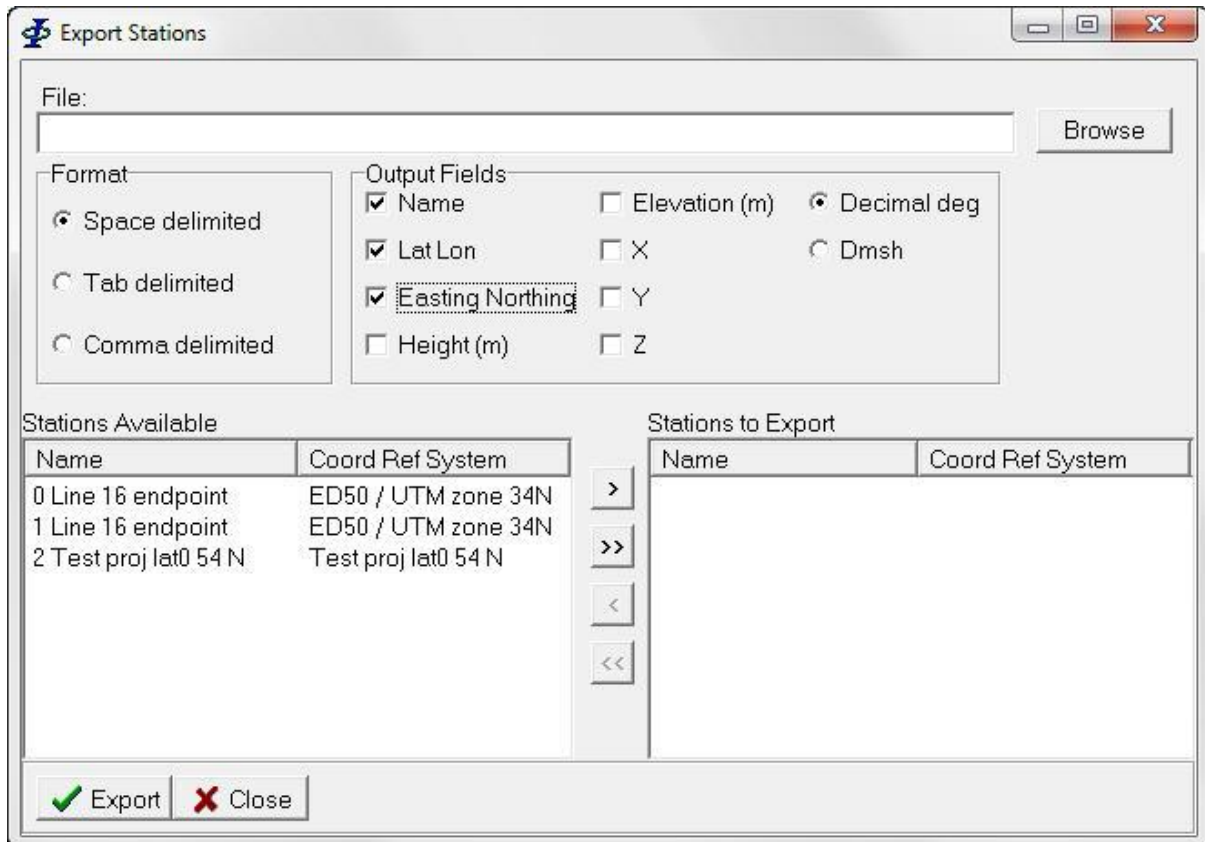 Export Stations
File:
Browse
Format
Space delimited
Tab delimited
Comma delimited
Output Fields
Name
Lat Lon
Easting Northing
Height (m)
Elevation (m)
X
Y
Z
Decimal deg
Dmsh
Stations Available
Name Coord Ref System
0 Line 16 endpoint ED50 / UTM zone 34N
1 Line 16 endpoint ED50 / UTM zone 34N
2 Test proj lat0 54 N Test proj lat0 54 N
>
>>
<
<<
Stations to Export
Name Coord Ref System
Export Close